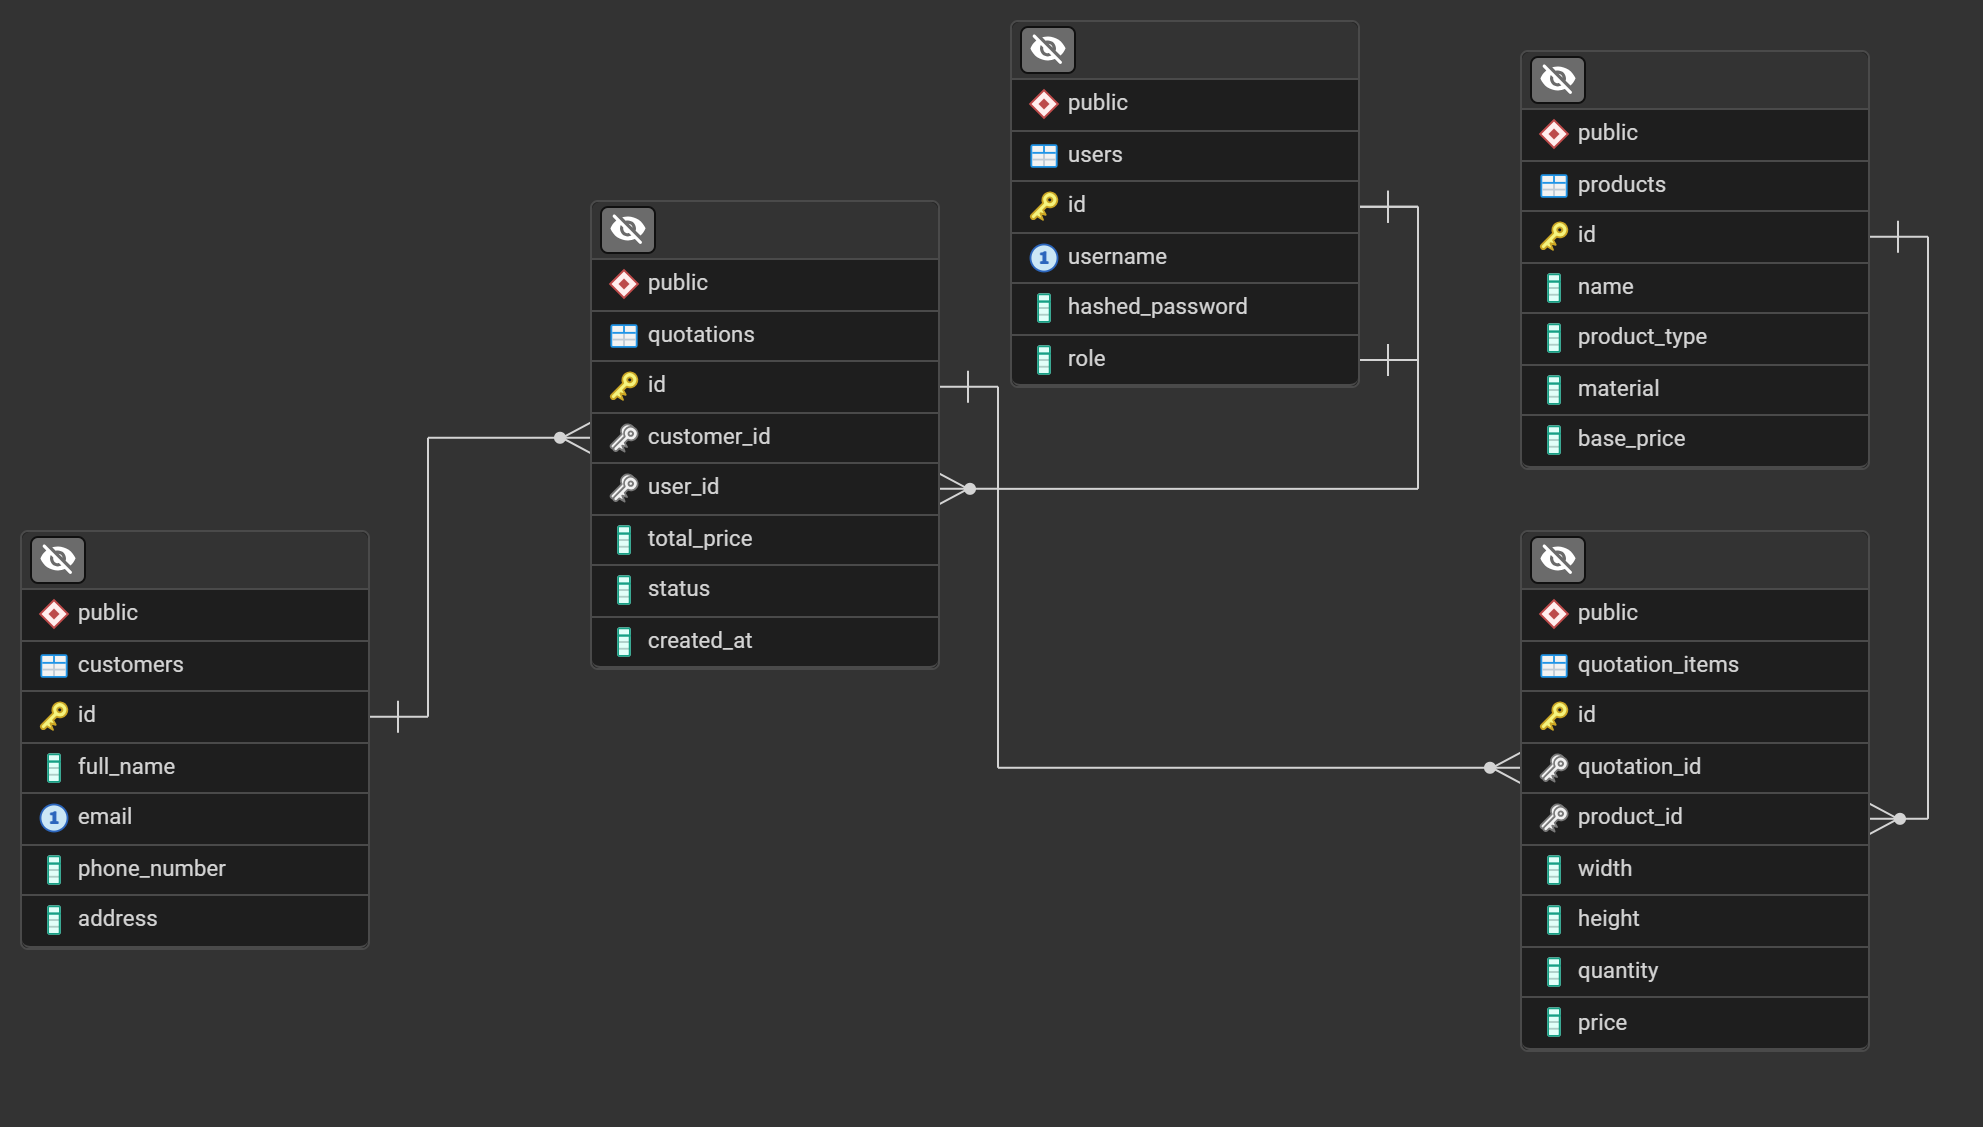 public
customers
id
full_name
email
phone_number
address
public
quotations
id
customer_id
user_id
total_price
status
created_at
public
users
id
username
hashed_password
role
public
products
id
name
product_type
material
base_price
public
quotation_items
id
quotation_id
product_id
width
height
quantity
price